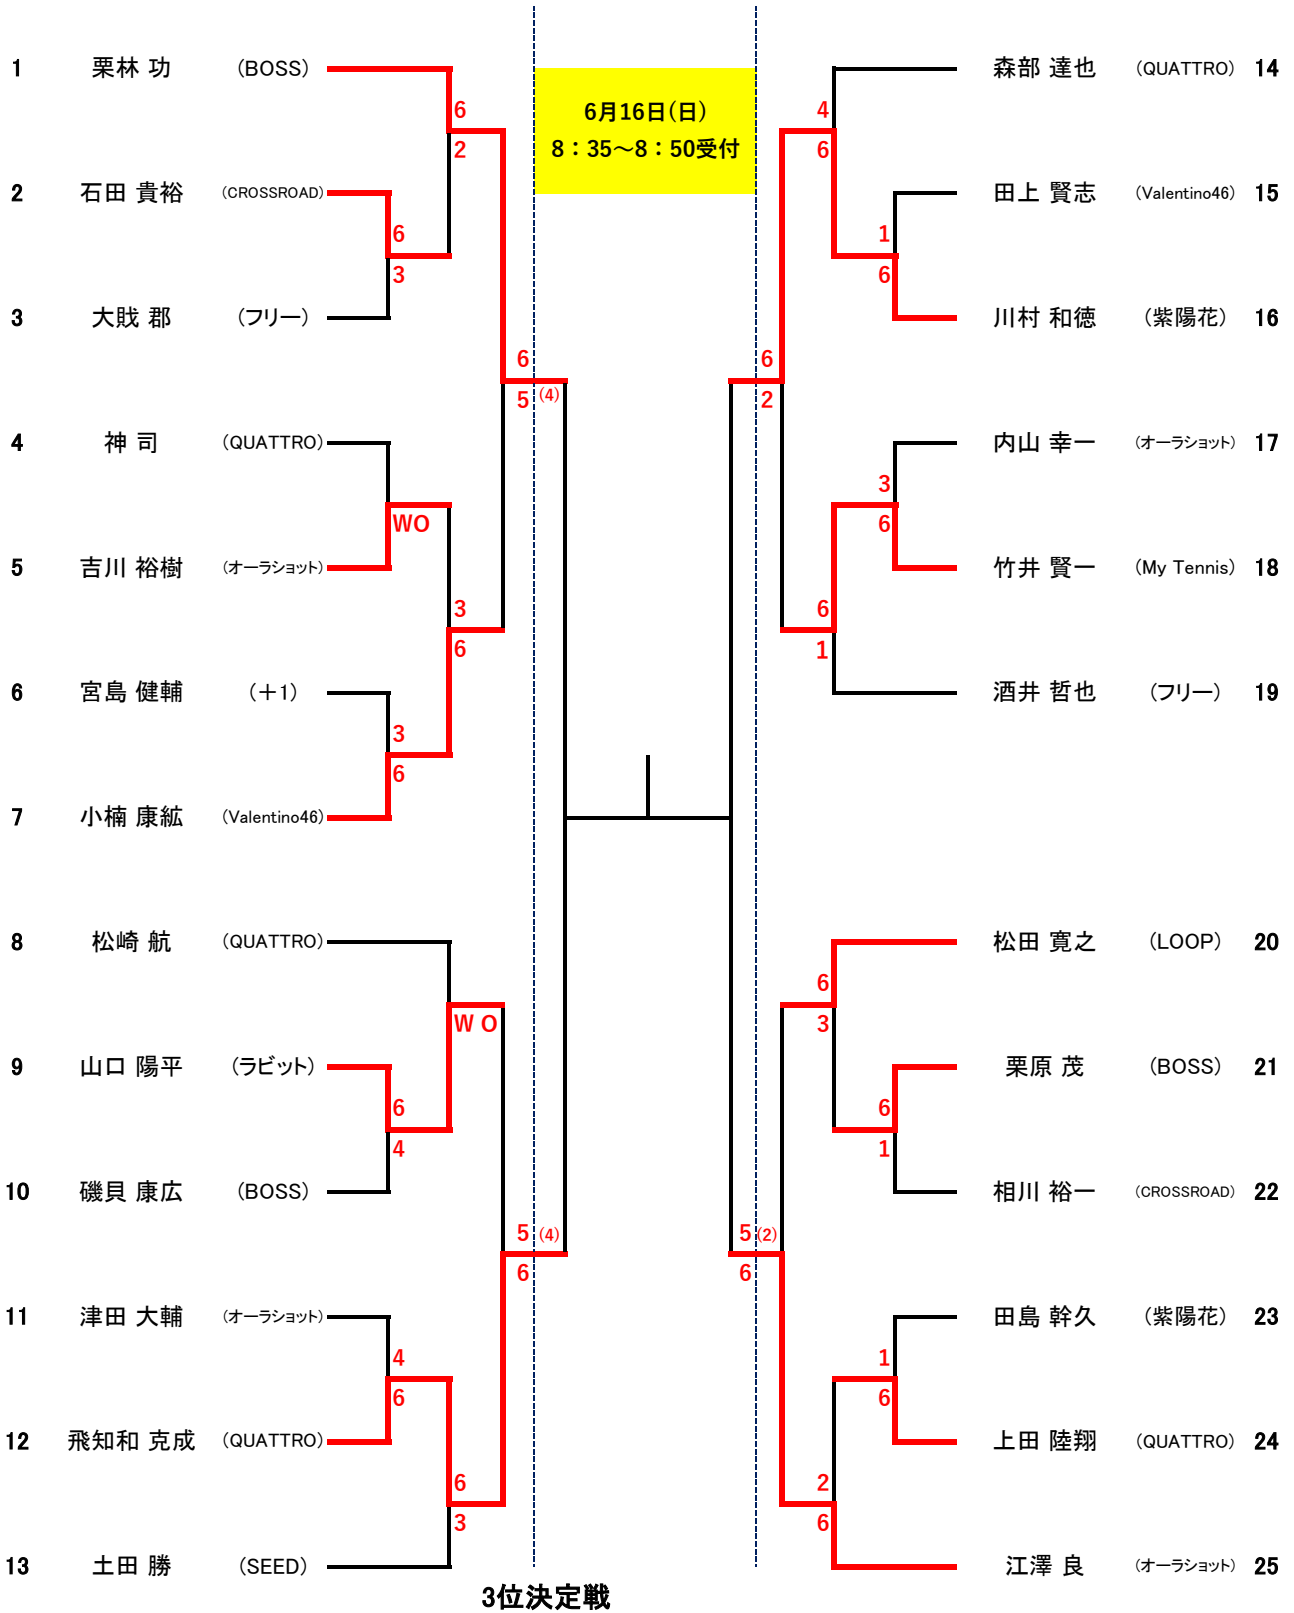 1 栗林 功 (BOSS)
6
2
2 石田 貴裕 (CROSSROAD)
6
3
3 大戝 郡 (フリー)
6
5 (4)
4 神 司 (QUATTRO)
WO
5 吉川 裕樹 (オーラショット)
3
6
6 宮島 健輔 (+1)
3
6
7 小楠 康紘 (Valentino46)
8 松崎 航 (QUATTRO)
W O
9 山口 陽平 (ラビット)
6
4
10 磯貝 康広 (BOSS)
5 (4)
6
11 津田 大輔 (オーラショット)
4
6
12 飛知和 克成 (QUATTRO)
6
3
13 土田 勝 (SEED)
6月16日(日)
8：35～8：50受付
森部 達也 (QUATTRO) 14
4
6
田上 賢志 (Valentino46) 15
1
6
川村 和徳 (紫陽花) 16
6
2
内山 幸一 (オーラショット) 17
3
6
竹井 賢一 (My Tennis) 18
6
1
酒井 哲也 (フリー) 19
松田 寛之 (LOOP) 20
6
3
栗原 茂 (BOSS) 21
6
1
相川 裕一 (CROSSROAD) 22
5 (2)
6
田島 幹久 (紫陽花) 23
1
6
上田 陸翔 (QUATTRO) 24
2
6
江澤 良 (オーラショット) 25
3位決定戦